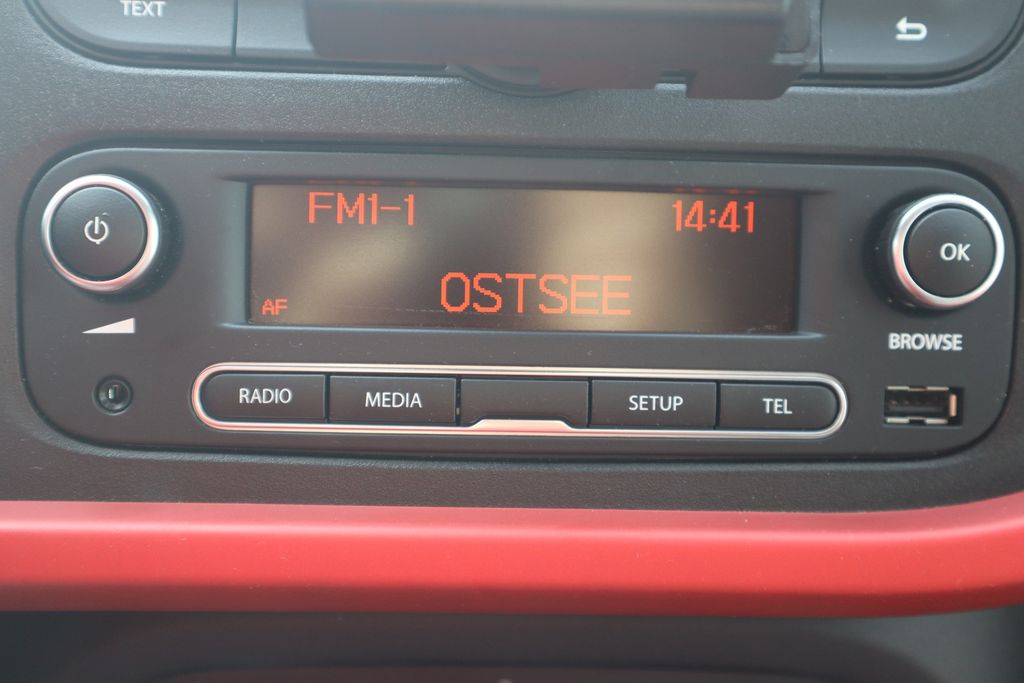 TEXT
FM1-1 14:41
OSTSEE
AF
OK
BROWSE
RADIO MEDIA SETUP TEL